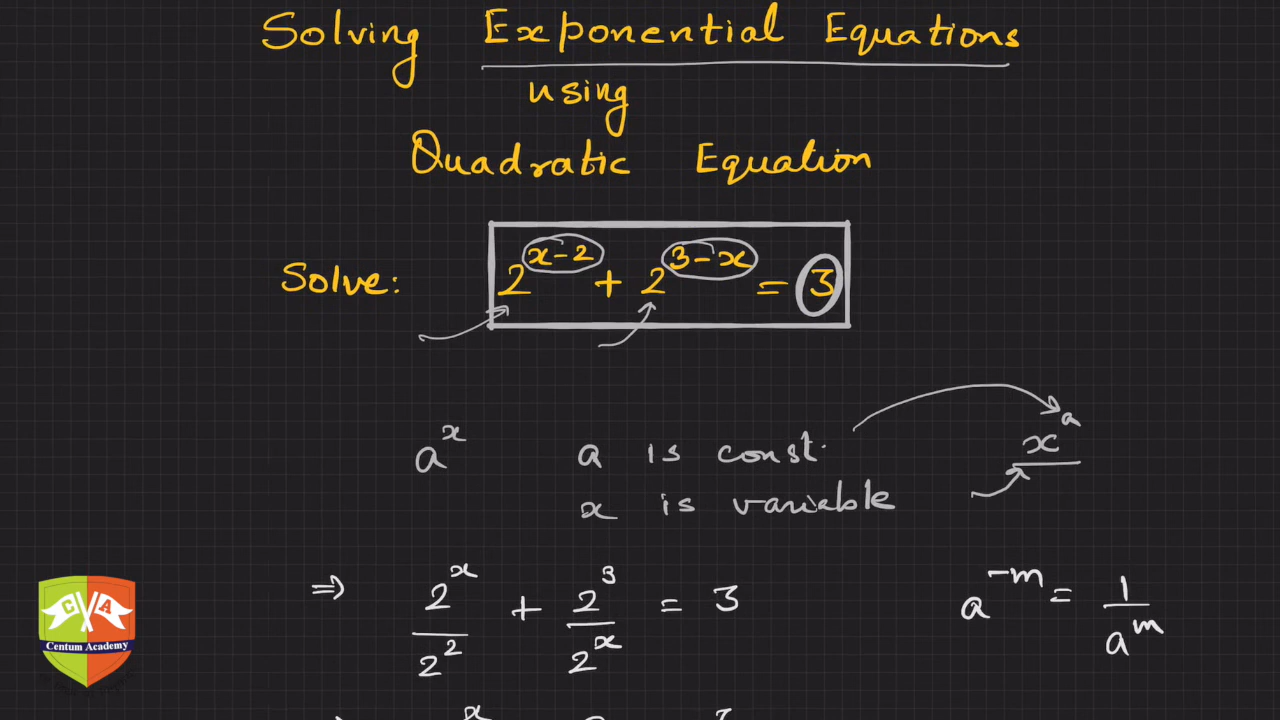 Solving Exponential Equations
using
Quadratic Equation
Solve: 2^(x-2) + 2^(3-x) = 3
a^x a is const. x^a
x is variable
⇒ 2^x/2^2 + 2^3/2^x = 3 a^(-m) = 1/a^m
C A
Centum Academy